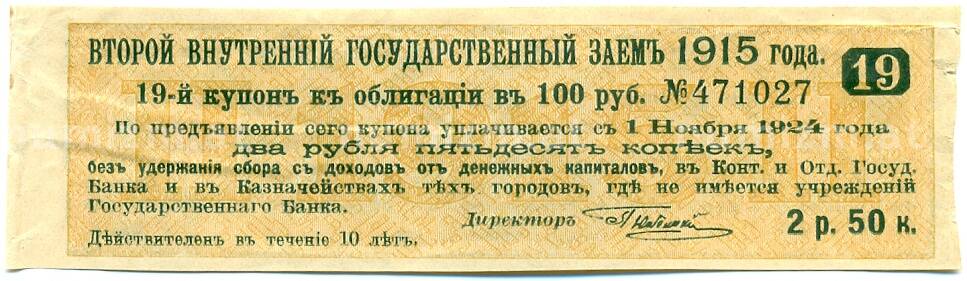 ВТОРОЙ ВНУТРЕННІЙ ГОСУДАРСТВЕННЫЙ ЗАЕМЪ 1915 года.
19
19-й купонъ къ облигаціи въ 100 руб. №471027
По предъявленіи сего купона уплачивается съ 1 Ноября 1924 года
два рубля пятьдесятъ копѣекъ,
безъ удержанія сбора съ доходовъ отъ денежныхъ капиталовъ, въ Конт. и Отд. Госуд.
Банка и въ Казначействахъ тѣхъ городовъ, гдѣ не имѣется учрежденій
Государственнаго Банка.
Директоръ
2 р. 50 к.
Дѣйствителенъ въ теченіе 10 лѣтъ.